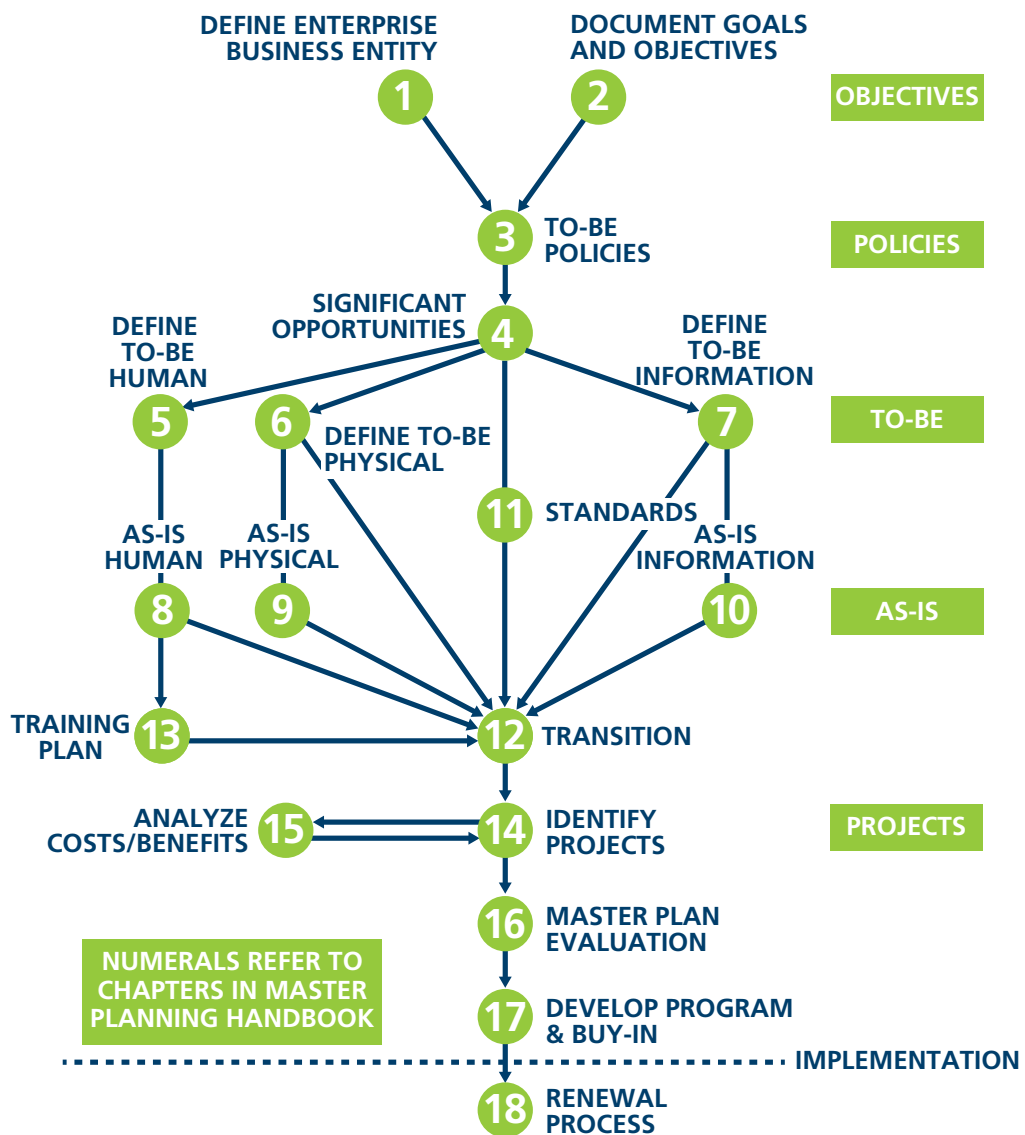 DEFINE ENTERPRISE
BUSINESS ENTITY
DOCUMENT GOALS
AND OBJECTIVES
1
2
OBJECTIVES
3
TO-BE
POLICIES
POLICIES
SIGNIFICANT
OPPORTUNITIES
4
DEFINE
TO-BE
HUMAN
DEFINE
TO-BE
INFORMATION
5
6
DEFINE TO-BE
PHYSICAL
7
TO-BE
11
STANDARDS
AS-IS
HUMAN
AS-IS
PHYSICAL
AS-IS
INFORMATION
8
9
10
AS-IS
TRAINING
PLAN
13
12
TRANSITION
ANALYZE
COSTS/BENEFITS
15
14
IDENTIFY
PROJECTS
PROJECTS
16
MASTER PLAN
EVALUATION
NUMERALS REFER TO
CHAPTERS IN MASTER
PLANNING HANDBOOK
17
DEVELOP PROGRAM
& BUY-IN
IMPLEMENTATION
18
RENEWAL
PROCESS